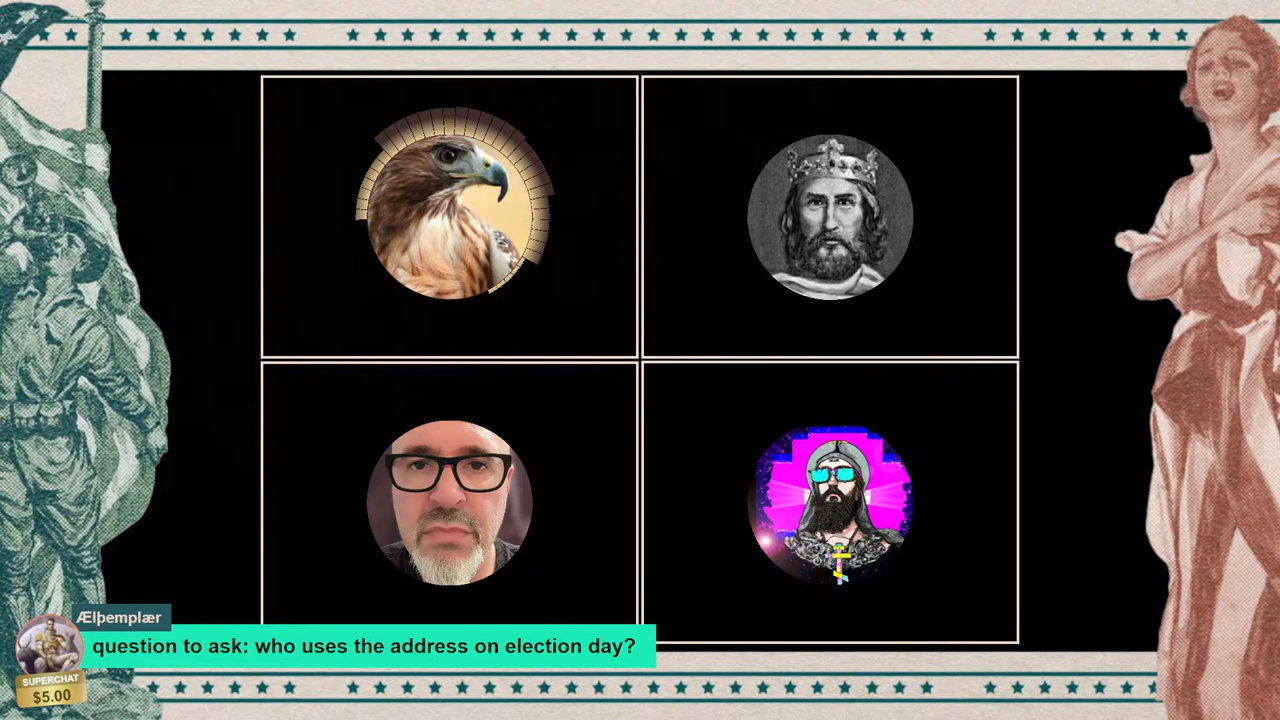 Ælþemplær
question to ask: who uses the address on election day?
SUPERCHAT
$5.00